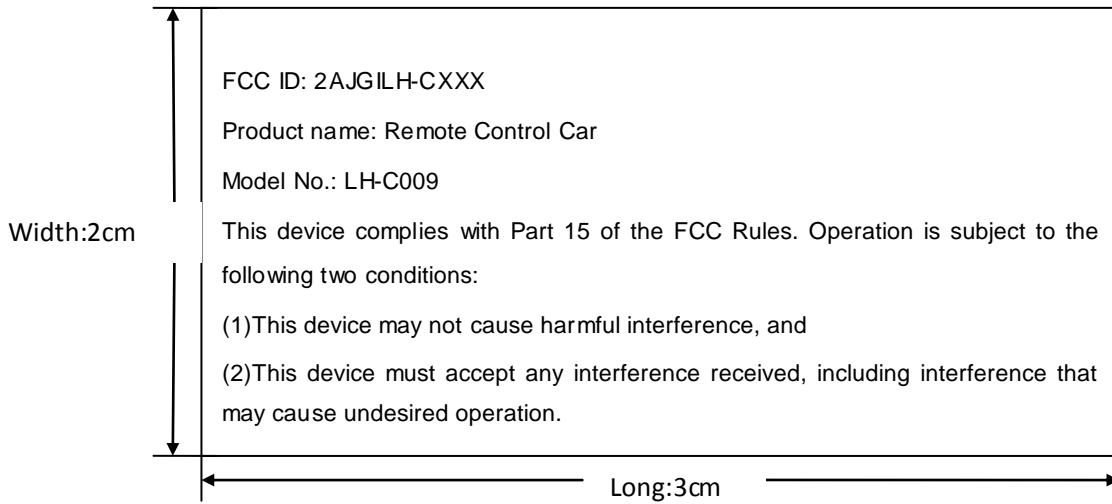 FCC ID: 2AJGILH-CXXX
Product name: Remote Control Car
Model No.: LH-C009
Width:2cm
This device complies with Part 15 of the FCC Rules. Operation is subject to the
following two conditions:
(1)This device may not cause harmful interference, and
(2)This device must accept any interference received, including interference that
may cause undesired operation.
Long:3cm